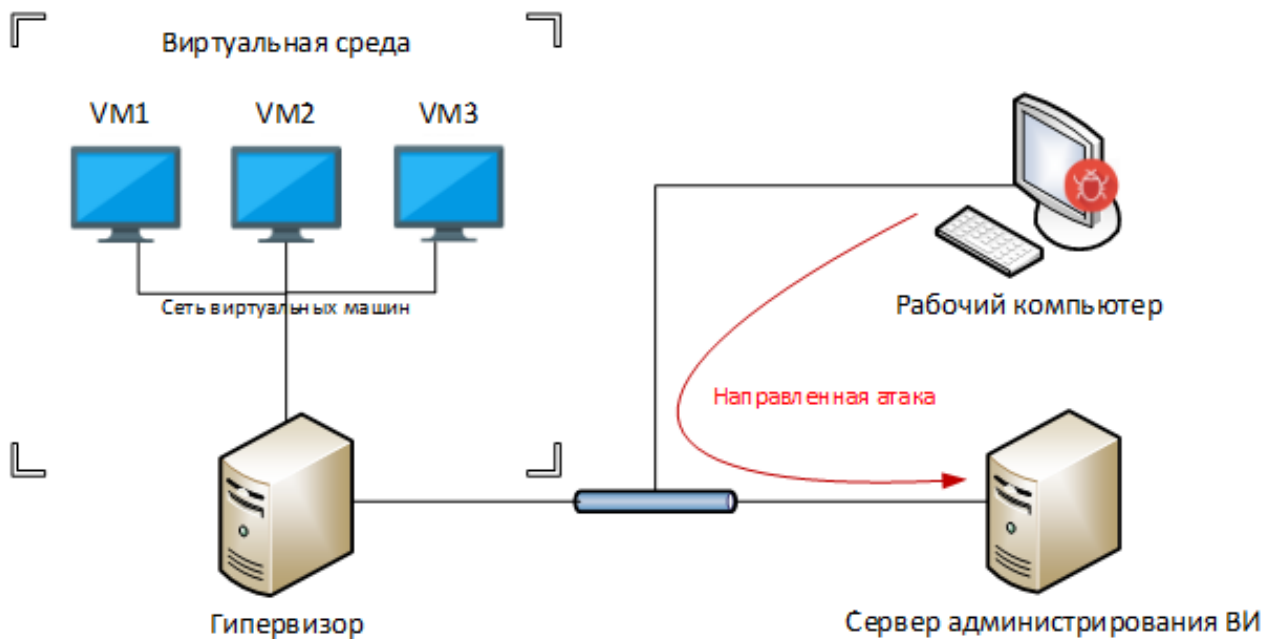 Виртуальная среда
VM1
VM2
VM3
Сеть виртуальных машин
Рабочий компьютер
Направленная атака
Гипервизор
Сервер администрирования ВИ